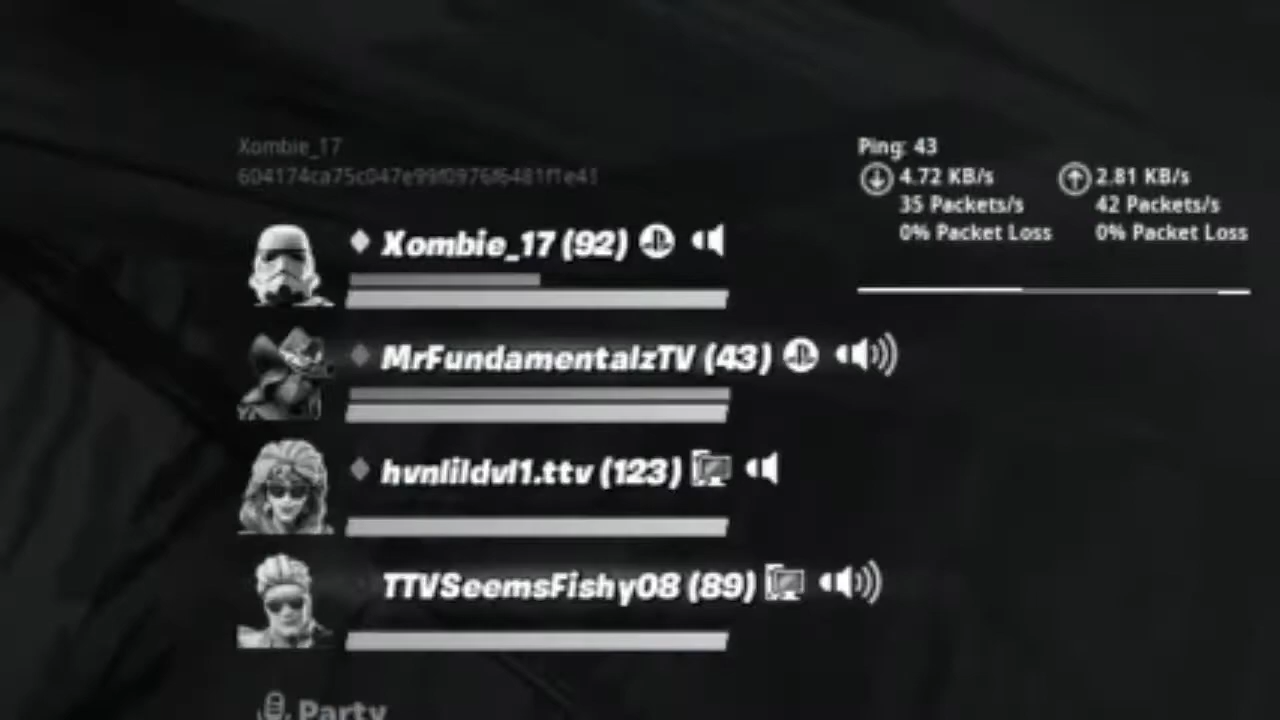 Xombie_17
Ping: 43
4.72 KB/s
2.81 KB/s
35 Packets/s
42 Packets/s
0% Packet Loss
0% Packet Loss
Xombie_17 (92)
MrFundamentalzTV (43)
hvnlildvl1.ttv (123)
TTVSeemsFishy08 (89)
Party